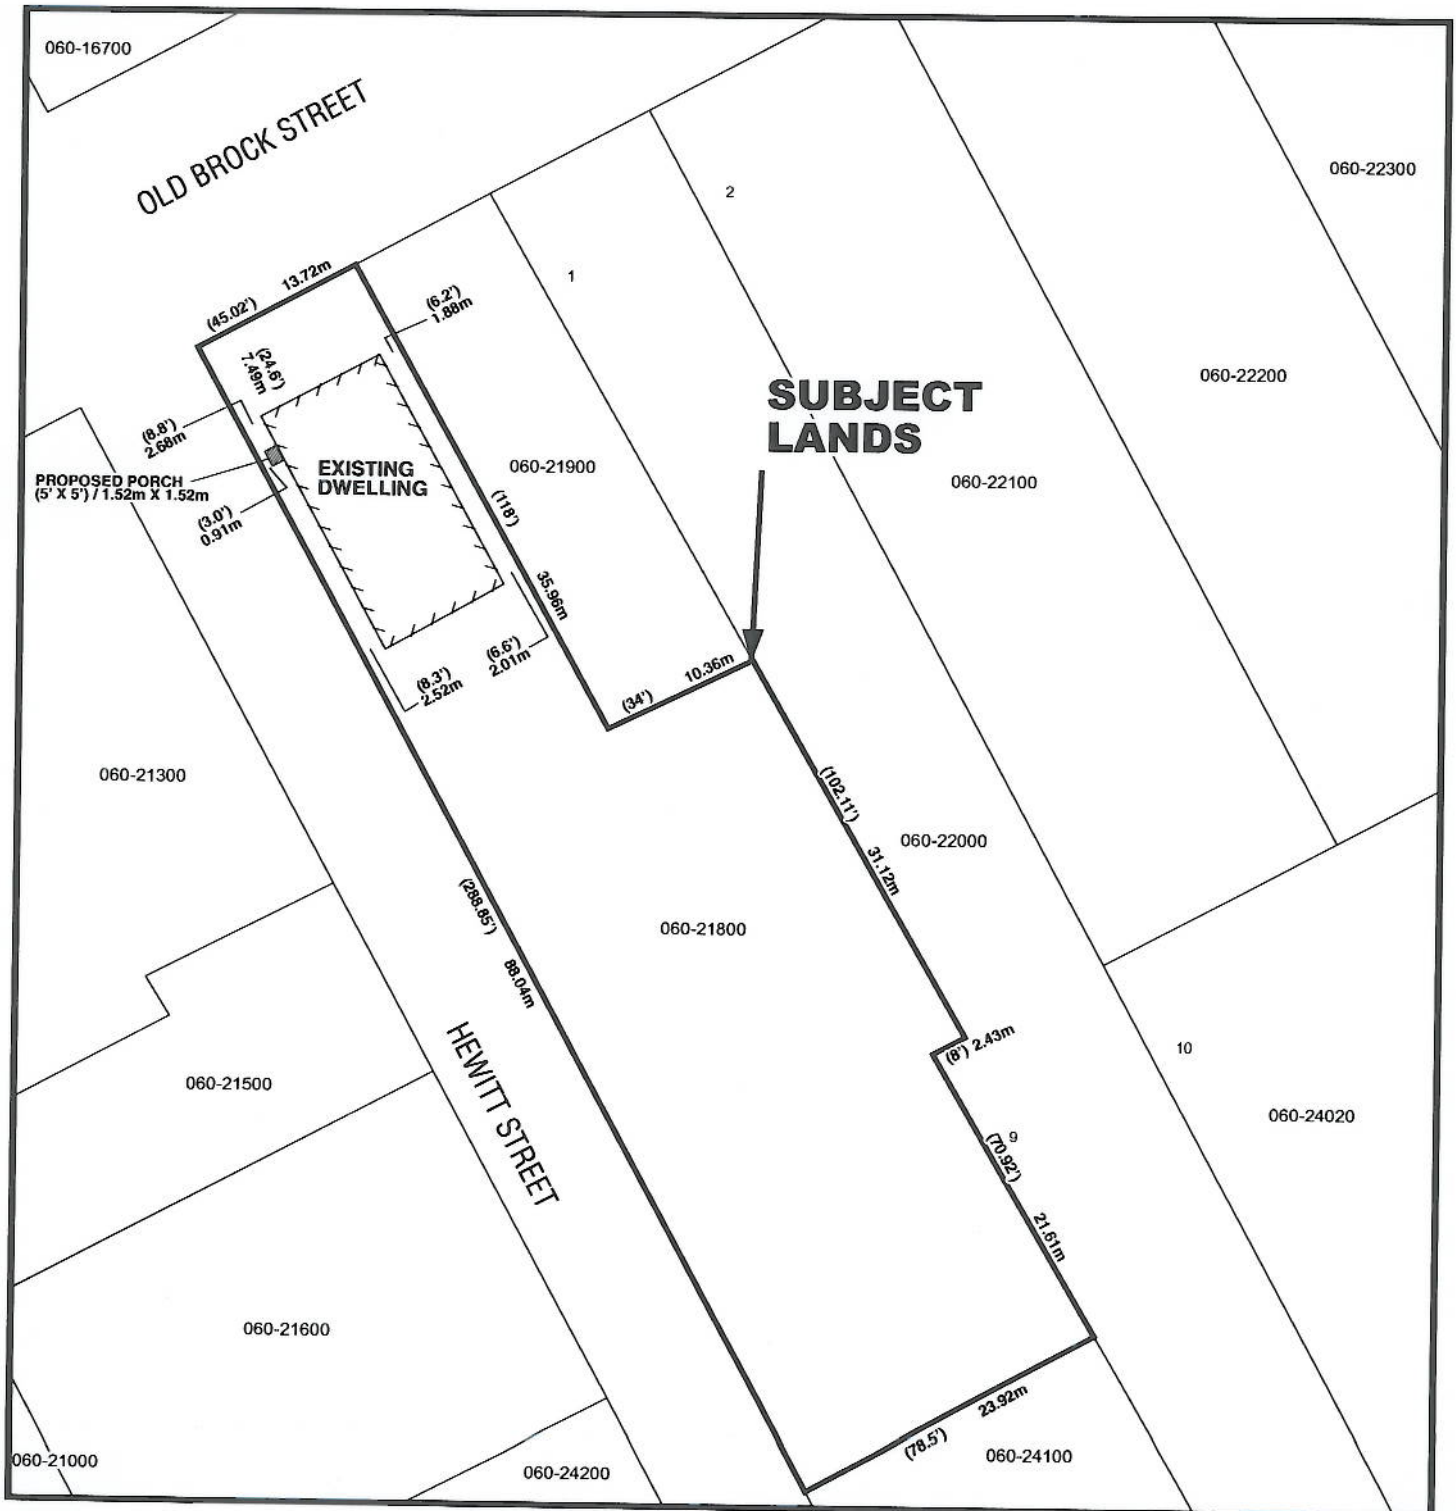 060-16700
OLD BROCK STREET
060-22300
2
1
(45.02') 13.72m
(6.2')
1.88m
(24.6')
7.49m
060-22200
SUBJECT
LANDS
(8.8')
2.68m
060-21900
EXISTING
DWELLING
PROPOSED PORCH
(5' X 5') / 1.52m X 1.52m
060-22100
(3.0')
0.91m
(118') 35.96m
(6.6')
2.01m
(8.3')
2.52m
(34') 10.36m
060-21300
(102.11') 31.12m
060-22000
(288.85') 88.04m
060-21800
HEWITT STREET
(8') 2.43m
10
060-21500
060-24020
9
(70.92') 21.61m
060-21600
(78.5') 23.92m
060-21000
060-24200
060-24100